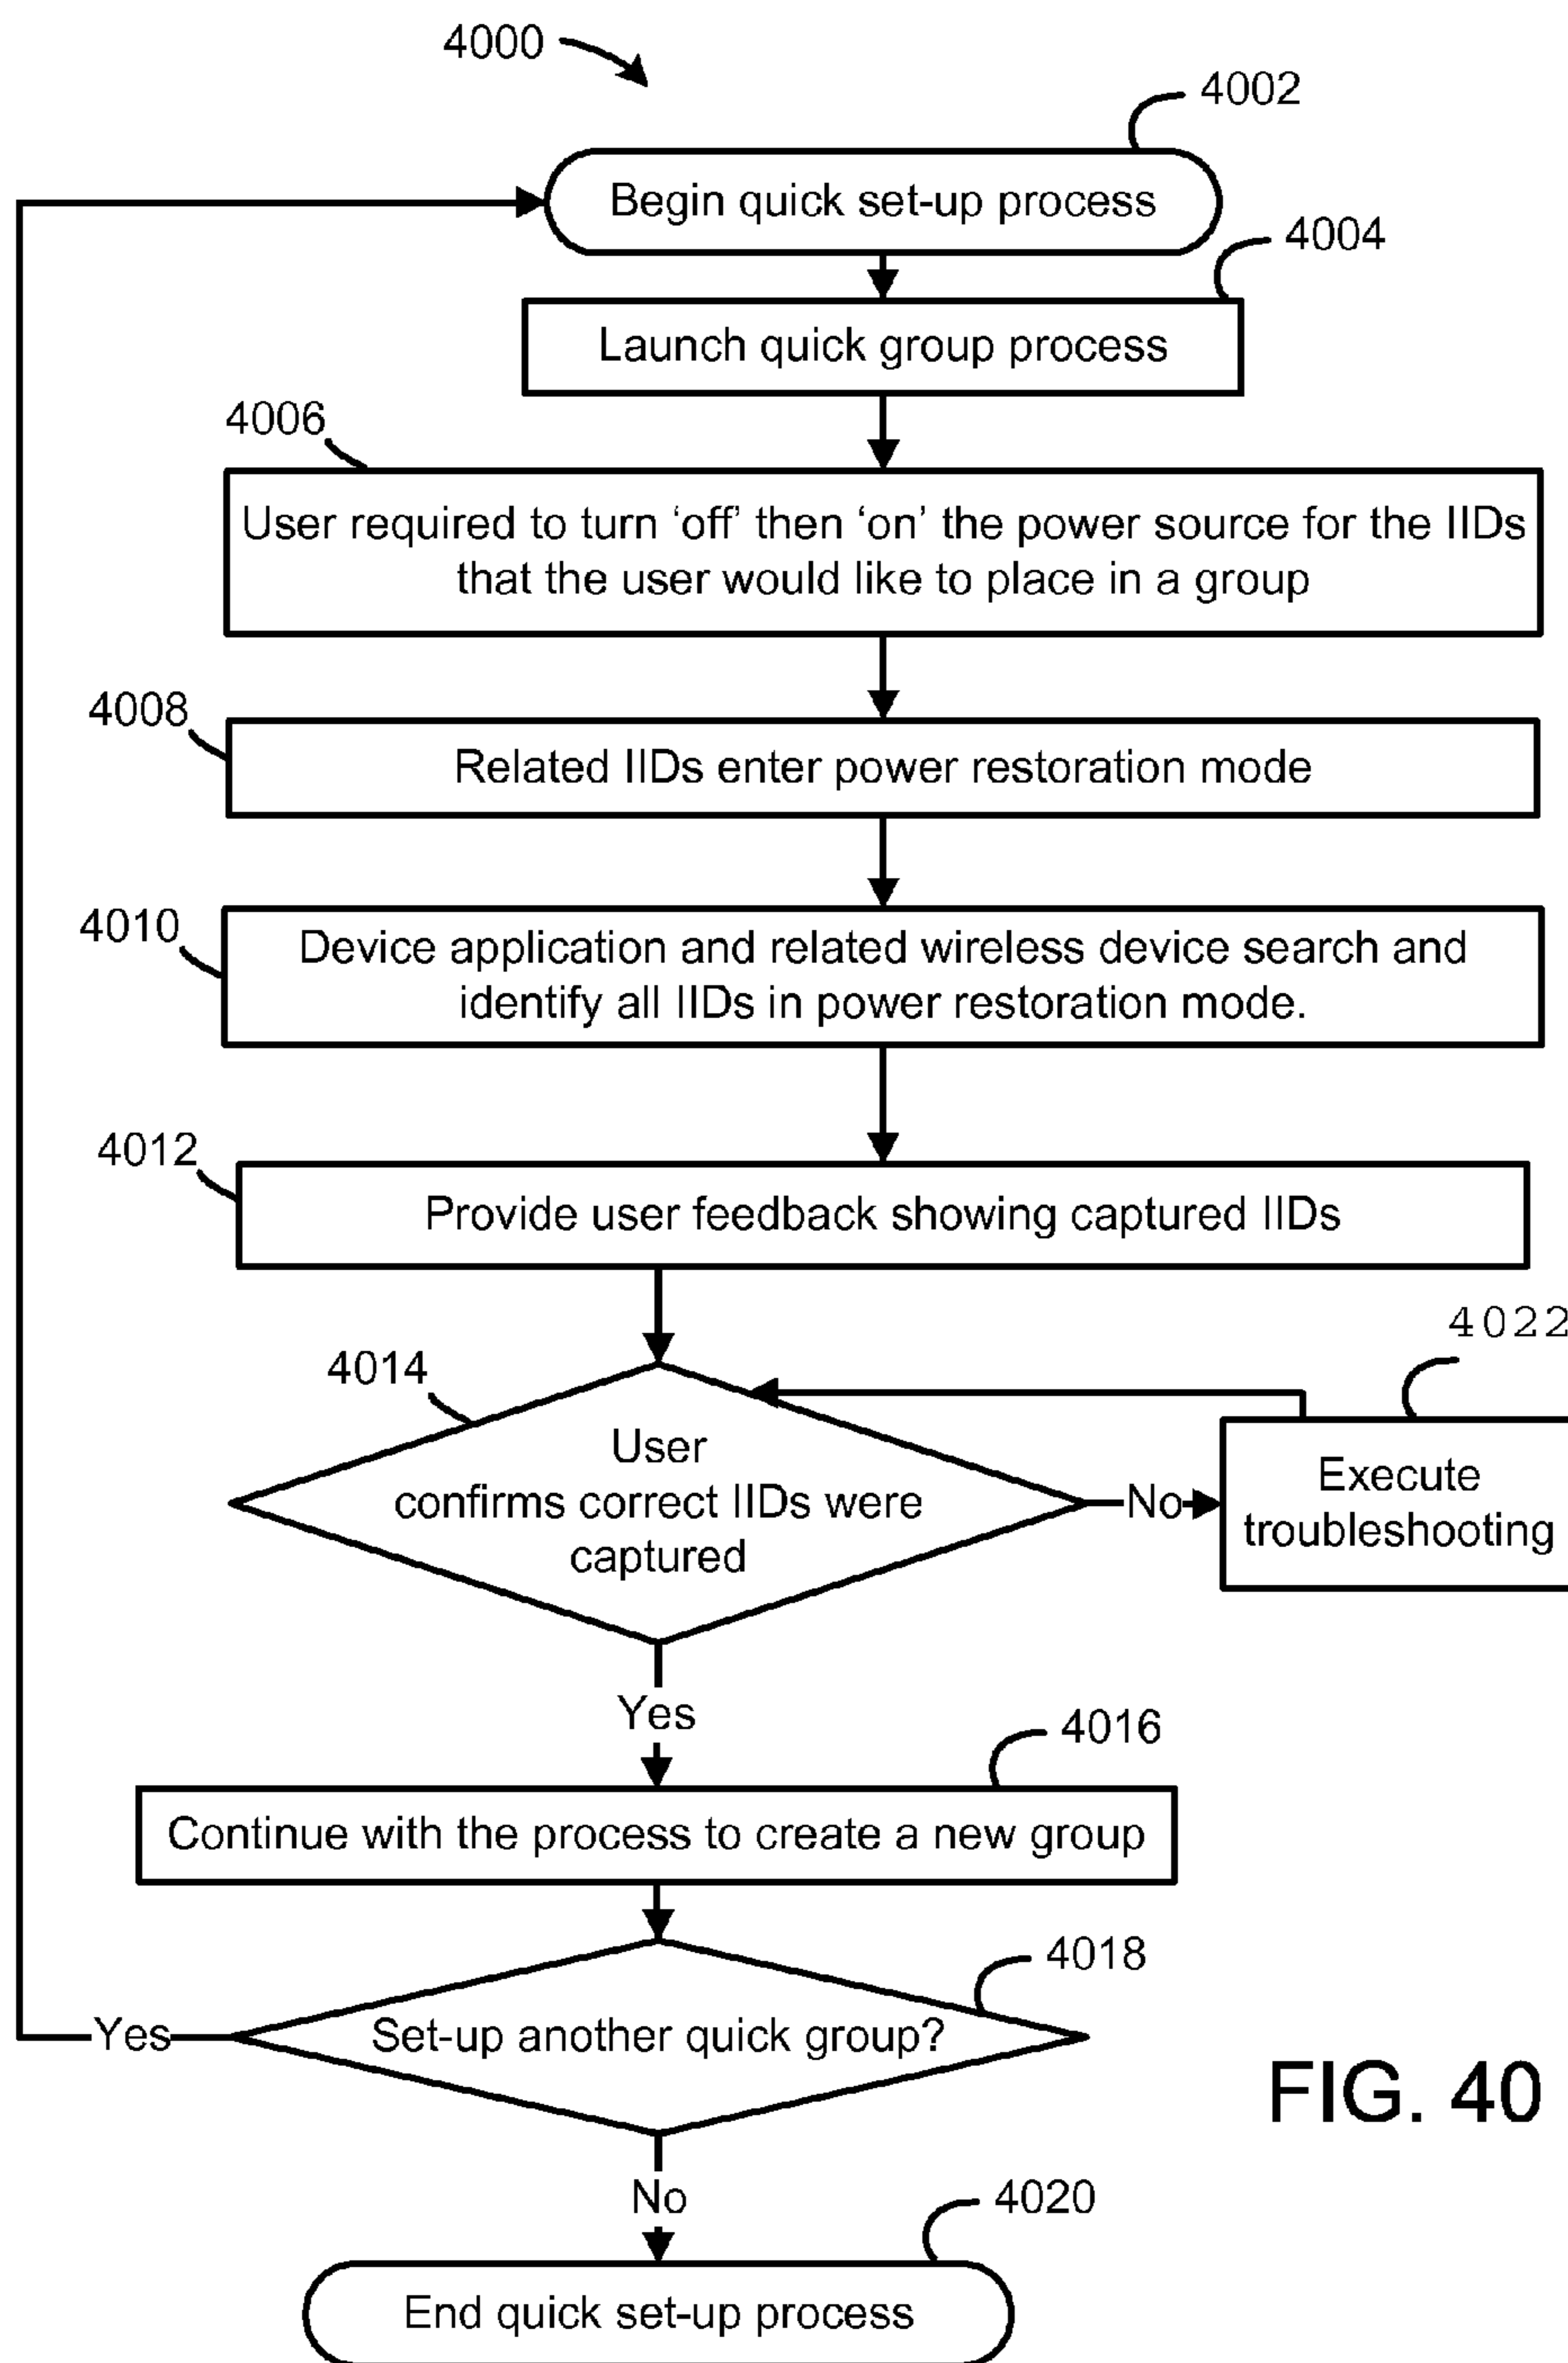 4000
4002
Begin quick set-up process
4004
Launch quick group process
4006
User required to turn ‘off’ then ‘on’ the power source for the IIDs
that the user would like to place in a group
4008
Related IIDs enter power restoration mode
4010
Device application and related wireless device search and
identify all IIDs in power restoration mode.
4012
Provide user feedback showing captured IIDs
4014
User
confirms correct IIDs were
captured
No
4022
Execute
troubleshooting
Yes
4016
Continue with the process to create a new group
4018
Set-up another quick group?
Yes
No
4020
End quick set-up process
FIG. 40